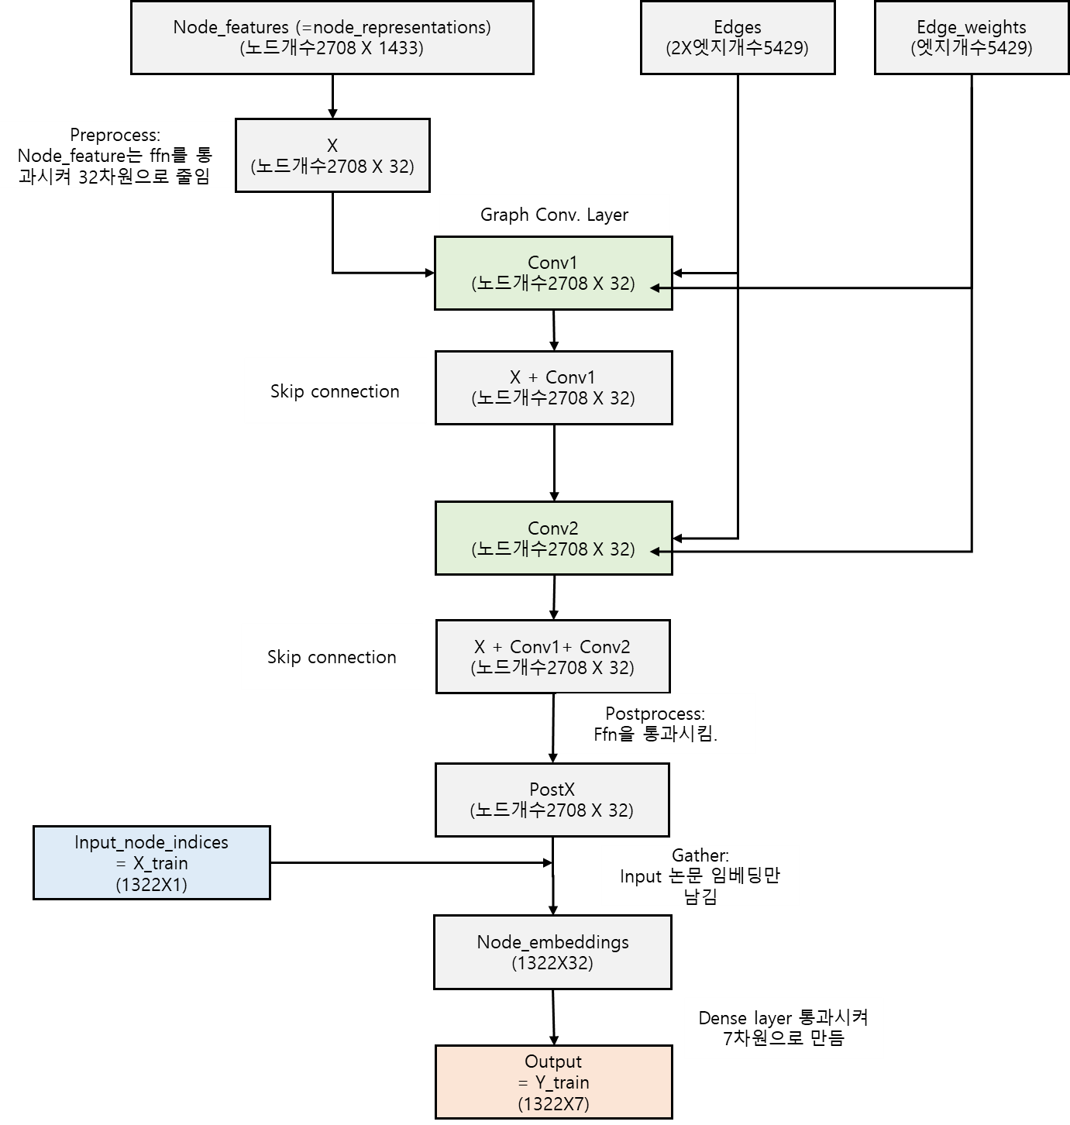 Node_features (=node_representations)
(노드개수2708 X 1433)
Edges
(2X엣지개수5429)
Edge_weights
(엣지개수5429)
Preprocess:
Node_feature는 ffn를 통
과시켜 32차원으로 줄임
X
(노드개수2708 X 32)
Graph Conv. Layer
Conv1
(노드개수2708 X 32)
Skip connection
X + Conv1
(노드개수2708 X 32)
Conv2
(노드개수2708 X 32)
Skip connection
X + Conv1+ Conv2
(노드개수2708 X 32)
Postprocess:
Ffn을 통과시킴.
PostX
(노드개수2708 X 32)
Input_node_indices
= X_train
(1322X1)
Gather:
Input 논문 임베딩만
남김
Node_embeddings
(1322X32)
Dense layer 통과시켜
7차원으로 만듬
Output
= Y_train
(1322X7)